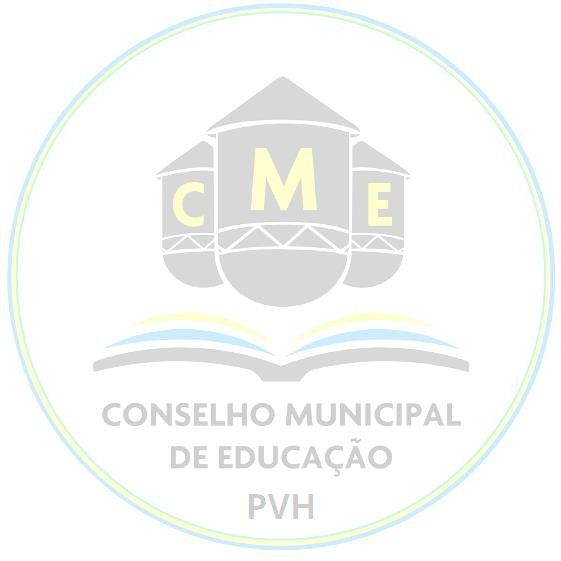 C M E
CONSELHO MUNICIPAL
DE EDUCAÇÃO
PVH